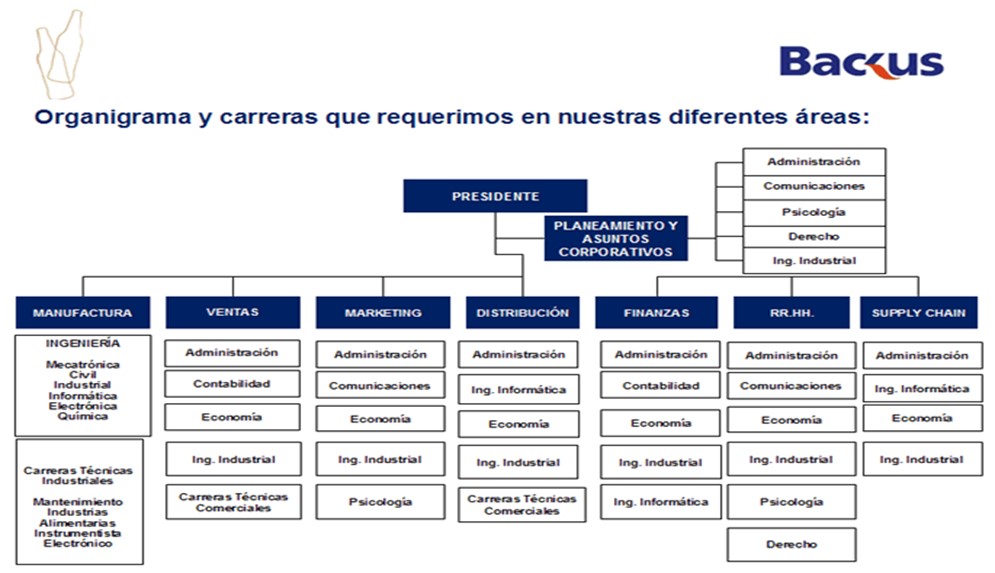 Backus
Organigrama y carreras que requerimos en nuestras diferentes áreas:
PRESIDENTE
PLANEAMIENTO Y
ASUNTOS
CORPORATIVOS
Administración
Comunicaciones
Psicología
Derecho
Ing. Industrial
MANUFACTURA
INGENIERÍA
Mecatrónica
Civil
Industrial
Informática
Electrónica
Química
Carreras Técnicas
Industriales
Mantenimiento
Industrias
Alimentarias
Instrumentista
Electrónico
VENTAS
Administración
Contabilidad
Economía
Ing. Industrial
Carreras Técnicas
Comerciales
MARKETING
Administración
Comunicaciones
Economía
Ing. Industrial
Psicología
DISTRIBUCIÓN
Administración
Ing. Informática
Economía
Ing. Industrial
Carreras Técnicas
Comerciales
FINANZAS
Administración
Contabilidad
Economía
Ing. Industrial
Ing. Informática
RR.HH.
Administración
Comunicaciones
Economía
Ing. Industrial
Psicología
Derecho
SUPPLY CHAIN
Administración
Ing. Informática
Economía
Ing. Industrial